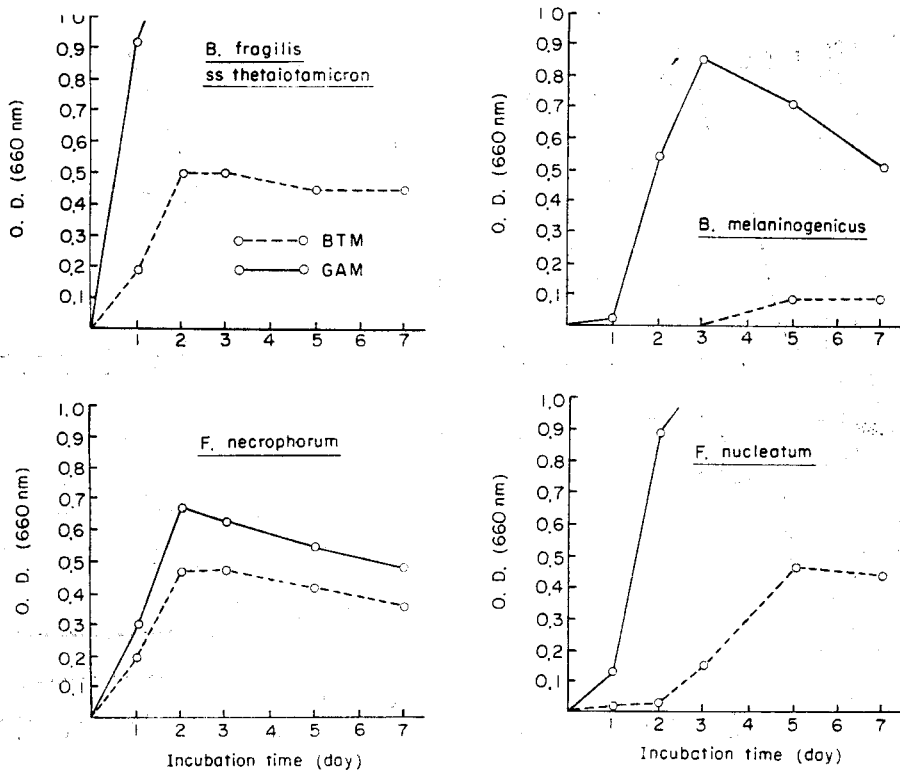 B. fragilis
ss thetaiotamicron
O. D. (660 nm)
1.0
0.9
0.8
0.7
0.6
0.5
0.4
0.3
0.2
0.1
BTM
GAM
1 2 3 4 5 6 7
B. melaninogenicus
O. D. (660 nm)
1.0
0.9
0.8
0.7
0.6
0.5
0.4
0.3
0.2
0.1
1 2 3 4 5 6 7
F. necrophorum
O. D. (660 nm)
1.0
0.9
0.8
0.7
0.6
0.5
0.4
0.3
0.2
0.1
1 2 3 4 5 6 7
Incubation time (day)
F. nucleatum
O. D. (660 nm)
1.0
0.9
0.8
0.7
0.6
0.5
0.4
0.3
0.2
0.1
1 2 3 4 5 6 7
Incubation time (day)